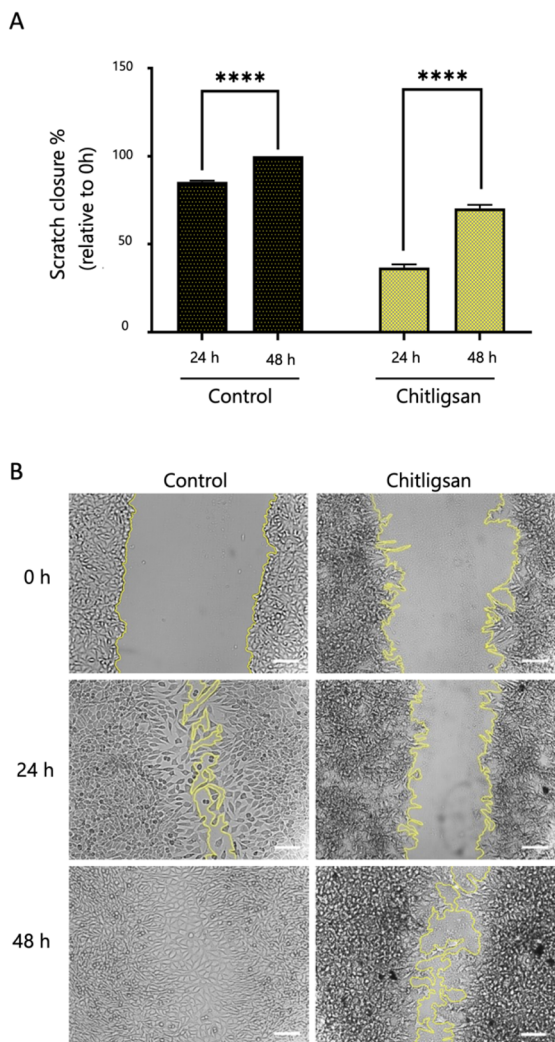 A
Scratch closure %
(relative to 0h)
150
100
50
0
****
****
24 h 48 h 24 h 48 h
Control Chitligsan
B
Control Chitligsan
0 h
24 h
48 h